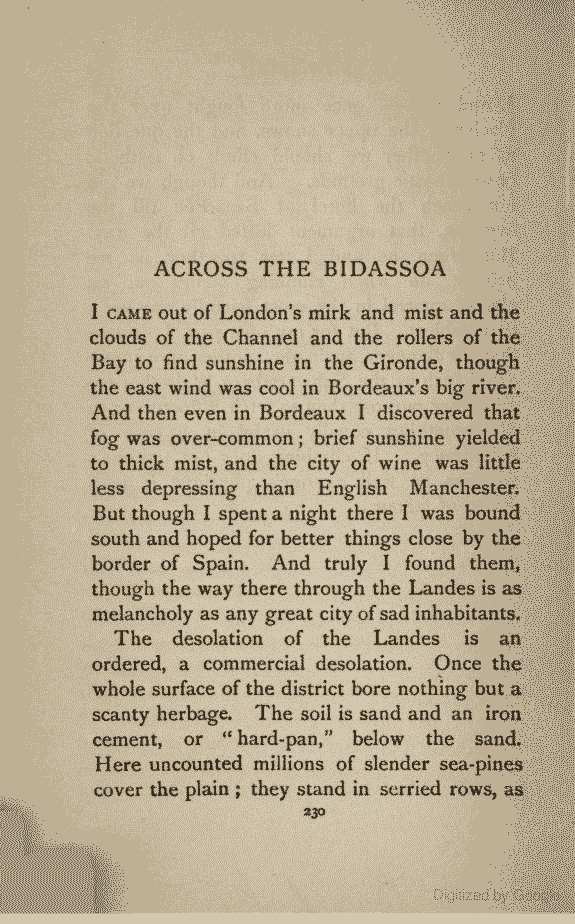 ACROSS THE BIDASSOA
I CAME out of London's mirk and mist and the
clouds of the Channel and the rollers of the
Bay to find sunshine in the Gironde, though
the east wind was cool in Bordeaux's big river.
And then even in Bordeaux I discovered that
fog was over-common; brief sunshine yielded
to thick mist, and the city of wine was little
less depressing than English Manchester.
But though I spent a night there I was bound
south and hoped for better things close by the
border of Spain. And truly I found them,
though the way there through the Landes is as
melancholy as any great city of sad inhabitants.
The desolation of the Landes is an
ordered, a commercial desolation. Once the
whole surface of the district bore nothing but a
scanty herbage. The soil is sand and an iron
cement, or "hard-pan," below the sand.
Here uncounted millions of slender sea-pines
cover the plain; they stand in serried rows, as
230
Digitized by Google